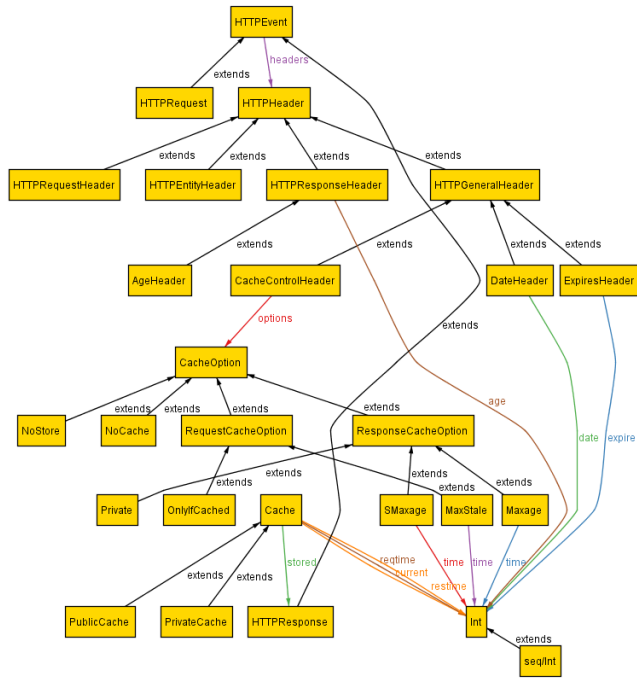 HTTPEvent
headers
extends
HTTPRequest
HTTPHeader
extends
extends
extends
extends
HTTPRequestHeader
HTTPEntityHeader
HTTPResponseHeader
HTTPGeneralHeader
extends
extends
extends
extends
AgeHeader
CacheControlHeader
DateHeader
ExpiresHeader
options
extends
CacheOption
age
extends
extends
extends
extends
date
expire
NoStore
NoCache
RequestCacheOption
ResponseCacheOption
extends
extends
extends
extends
extends
Private
OnlyIfCached
Cache
SMaxage
MaxStale
Maxage
stored
reqtime
current
restime
time
time
time
extends
extends
PublicCache
PrivateCache
HTTPResponse
Int
extends
seq/Int